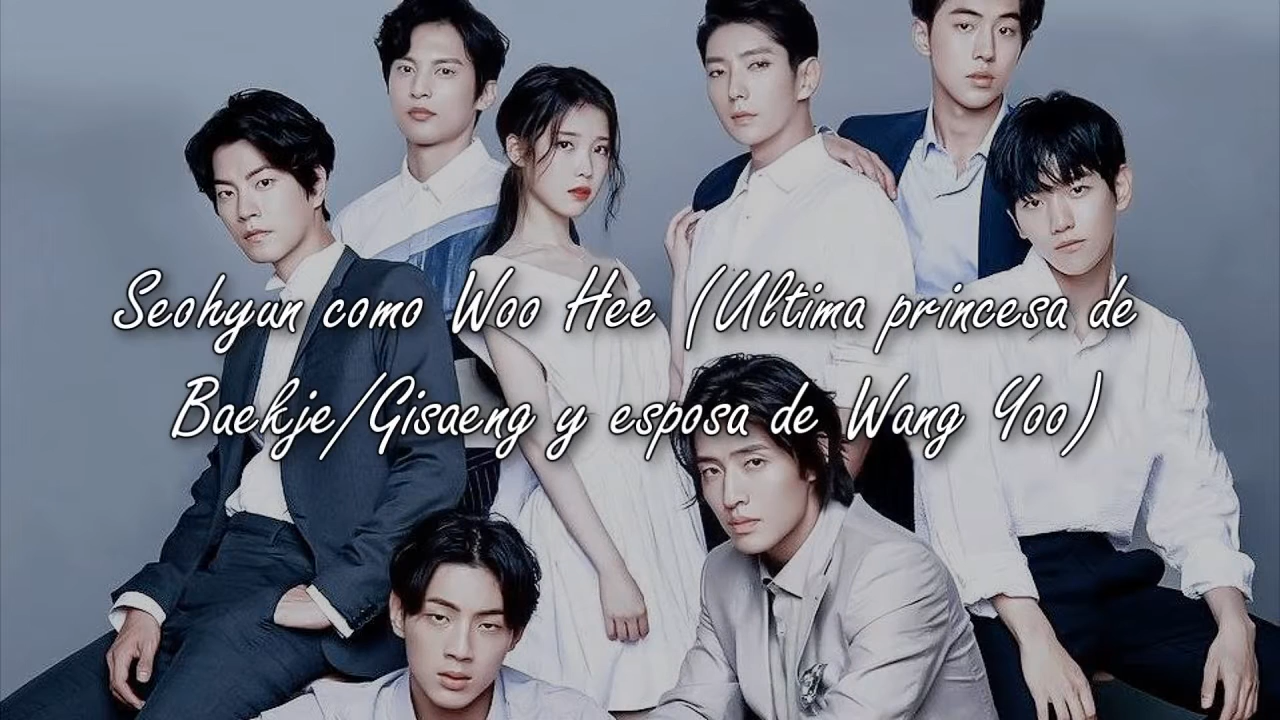 Seohyun como Woo Hee (Ultima princesa de
Baekje/Gisaeng y esposa de Wang Yoo)